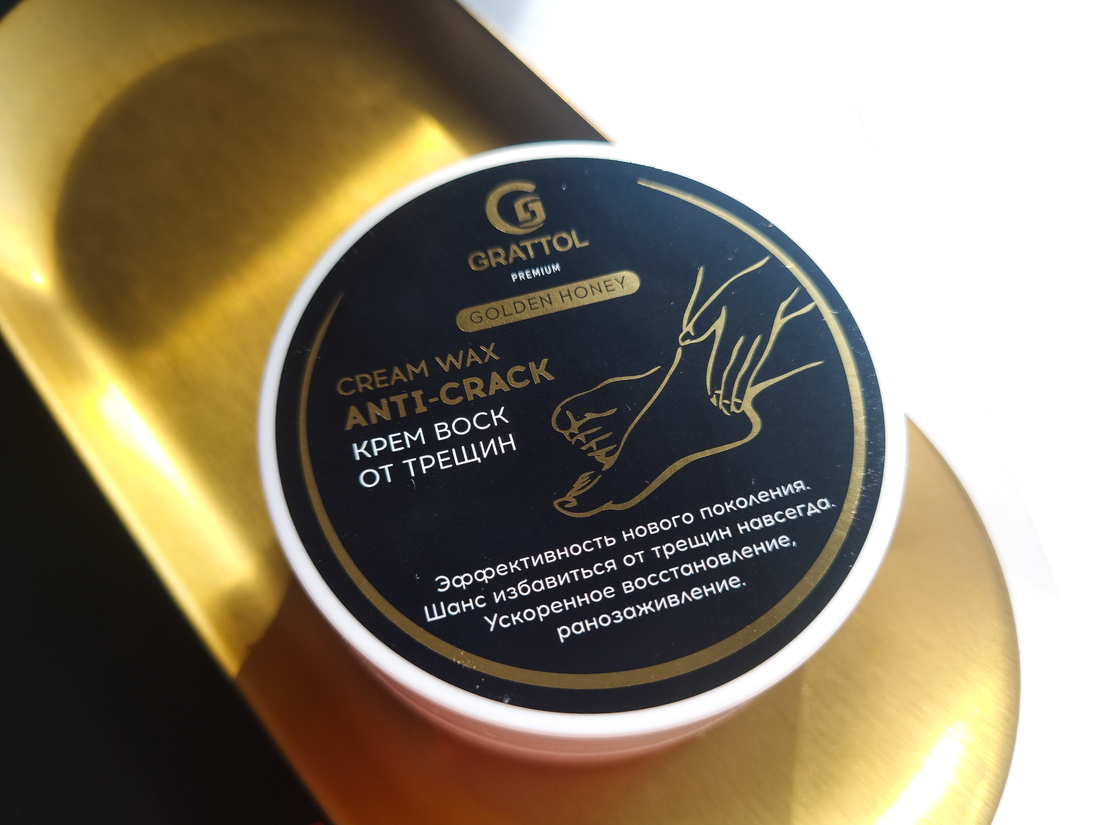 GRATTOL
PREMIUM
GOLDEN HONEY
CREAM WAX
ANTI-CRACK
КРЕМ ВОСК
ОТ ТРЕЩИН
Эффективность нового поколения.
Шанс избавиться от трещин навсегда.
Ускоренное восстановление,
ранозаживление.